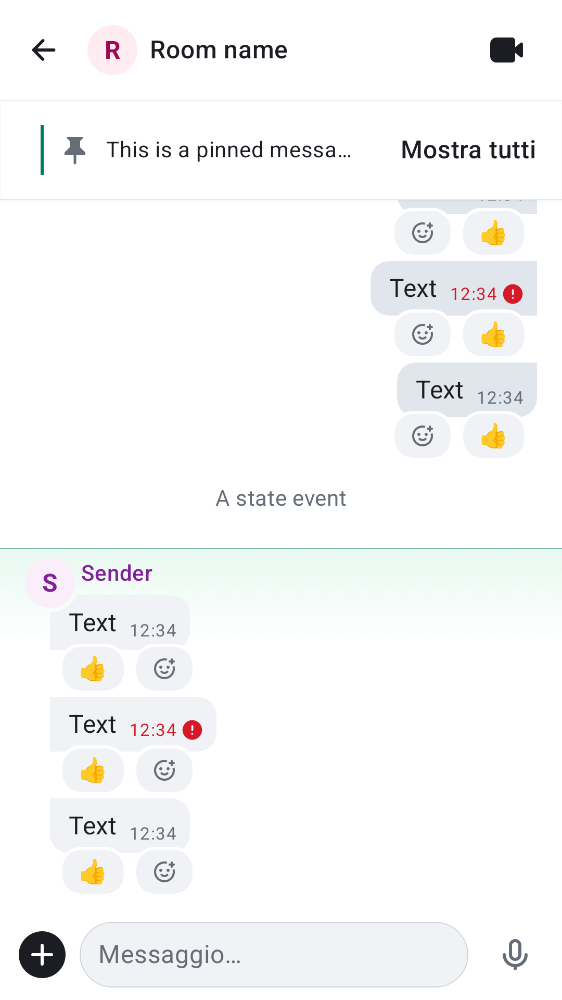 R Room name
This is a pinned messa... Mostra tutti
Text 12:34
Text 12:34
A state event
S Sender
Text 12:34
Text 12:34
Text 12:34
Messaggio…